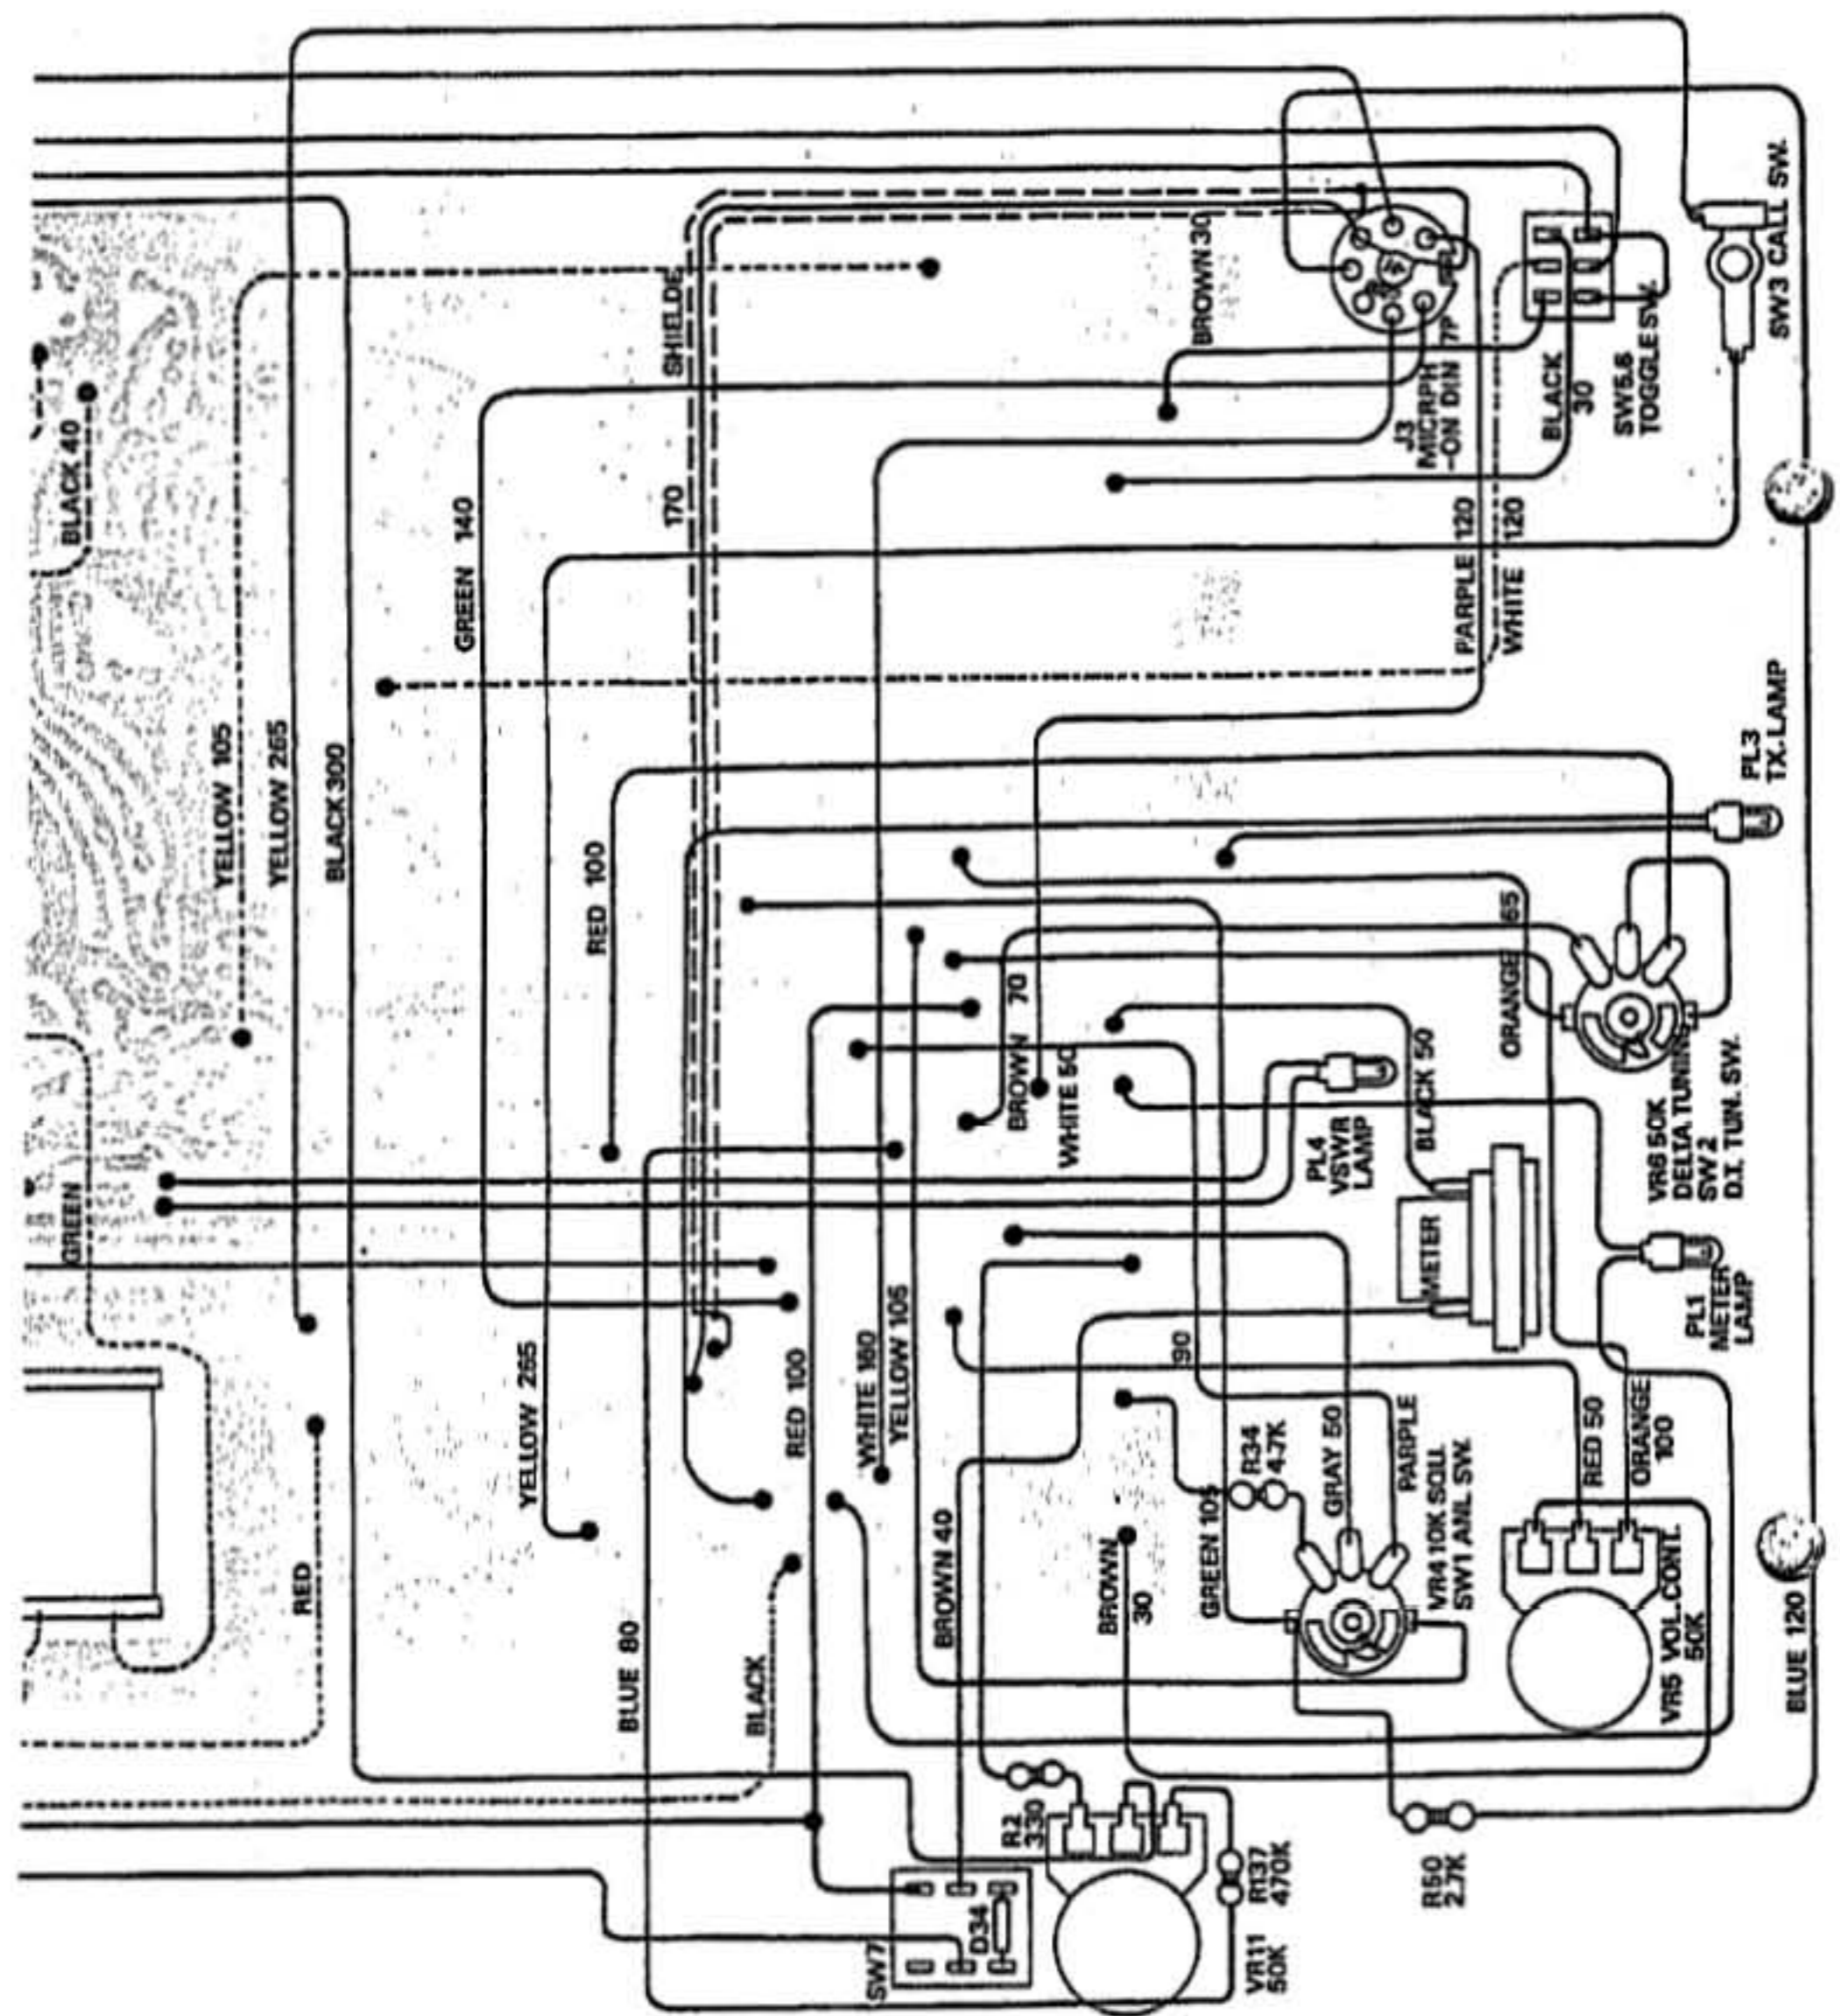 BLACK 40
GREEN
YELLOW 105
YELLOW 265
BLACK 300
RED
GREEN 140
YELLOW 265
RED 100
BLUE 80
SHIELDE
170
BLACK
RED 100
WHITE 160
YELLOW 105
BROWN 40
BROWN 70
WHITE 50
BROWN
30
BROWN 30
90
GREEN 105
R34
4.7K
GRAY 50
PARPLE
VR4 10K SQU.
SW1 ANL SW.
PL4
VSWR
LAMP
BLACK 50
METER
J3
MICRPH
-ON DIN 7P
PARPLE 120
WHITE 120
BLACK
30
SW5.6
TOGGLE SW.
SW3 CALL SW.
ORANGE 65
PL3
TX. LAMP
VR6 50K
DELTA TUNING
SW 2
D.T. TUN. SW.
PL1
METER
LAMP
RED 50
ORANGE
100
VR5 VOL. CONT.
50K
BLUE 120
SW7
D34
R2
330
VR11
50K
R137
470K
R50
2.7K